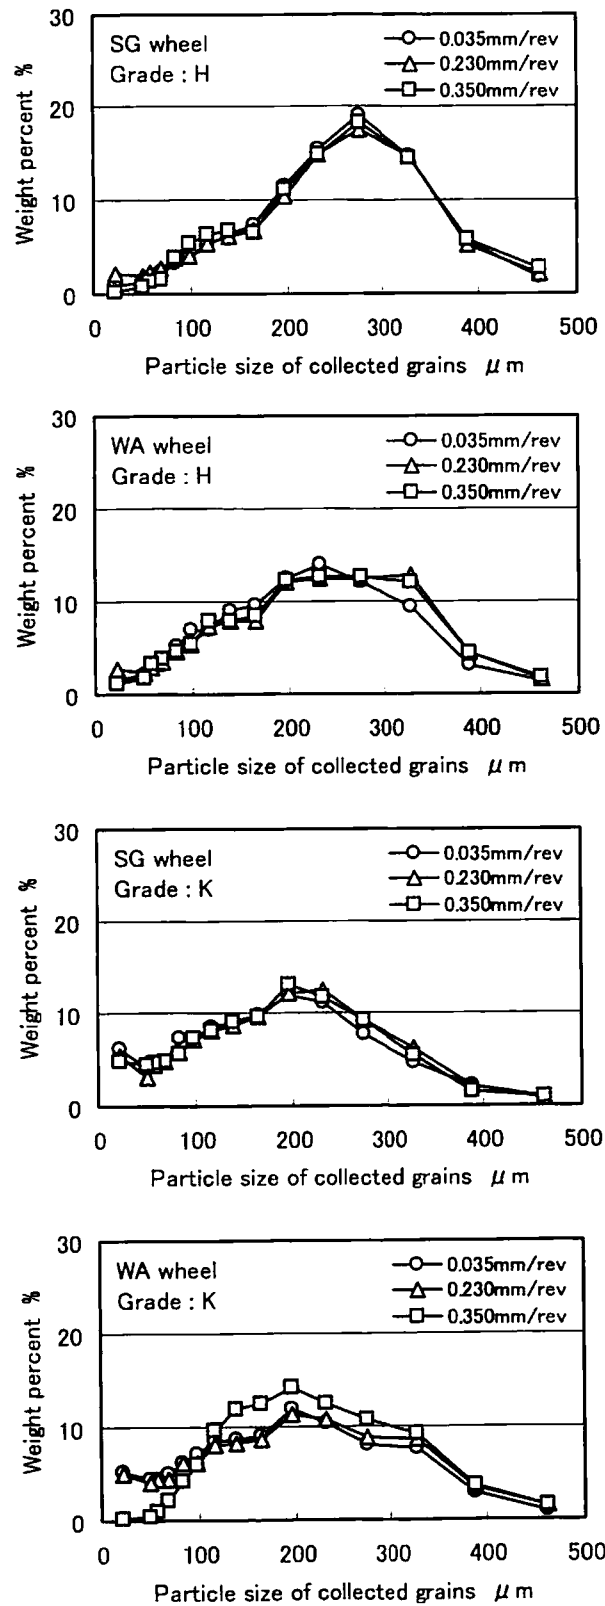 30
SG wheel
Grade : H
0.035mm/rev
0.230mm/rev
0.350mm/rev
20
10
0
Weight percent %
0 100 200 300 400 500
Particle size of collected grains μm
30
WA wheel
Grade : H
0.035mm/rev
0.230mm/rev
0.350mm/rev
20
10
0
Weight percent %
0 100 200 300 400 500
Particle size of collected grains μm
30
SG wheel
Grade : K
0.035mm/rev
0.230mm/rev
0.350mm/rev
20
10
0
Weight percent %
0 100 200 300 400 500
Particle size of collected grains μm
30
WA wheel
Grade : K
0.035mm/rev
0.230mm/rev
0.350mm/rev
20
10
0
Weight percent %
0 100 200 300 400 500
Particle size of collected grains μm